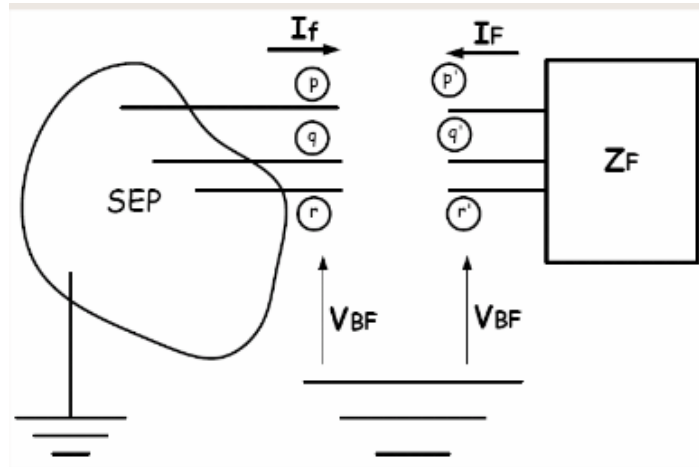 If IF
p p'
q q'
SEP ZF
r r'
VBF VBF